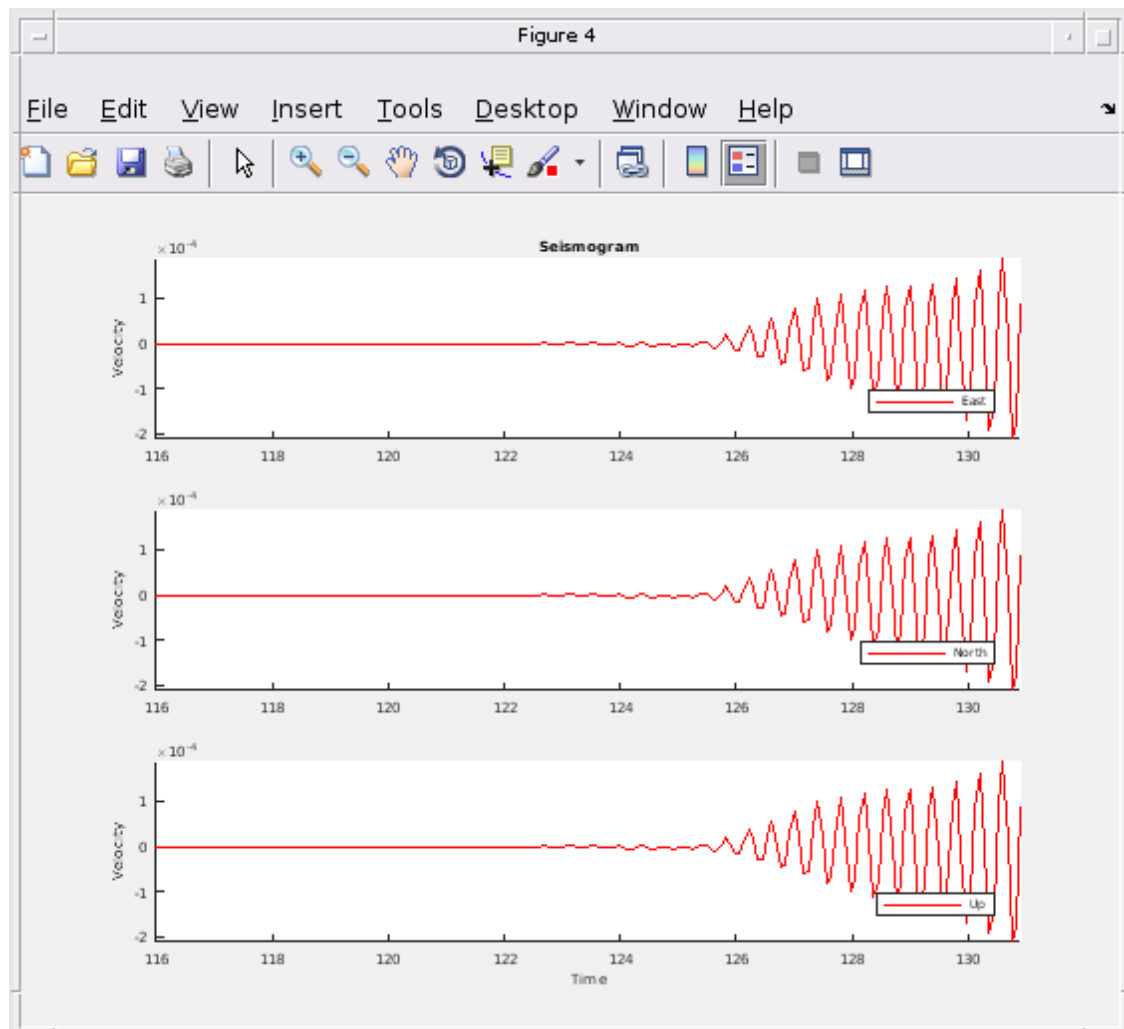 Figure 4
File Edit View Insert Tools Desktop Window Help
×10⁻⁴
Seismogram
1
0
-1
-2
Velocity
East
116 118 120 122 124 126 128 130
×10⁻⁴
1
0
-1
-2
Velocity
North
116 118 120 122 124 126 128 130
×10⁻⁴
1
0
-1
-2
Velocity
Up
116 118 120 122 124 126 128 130
Time